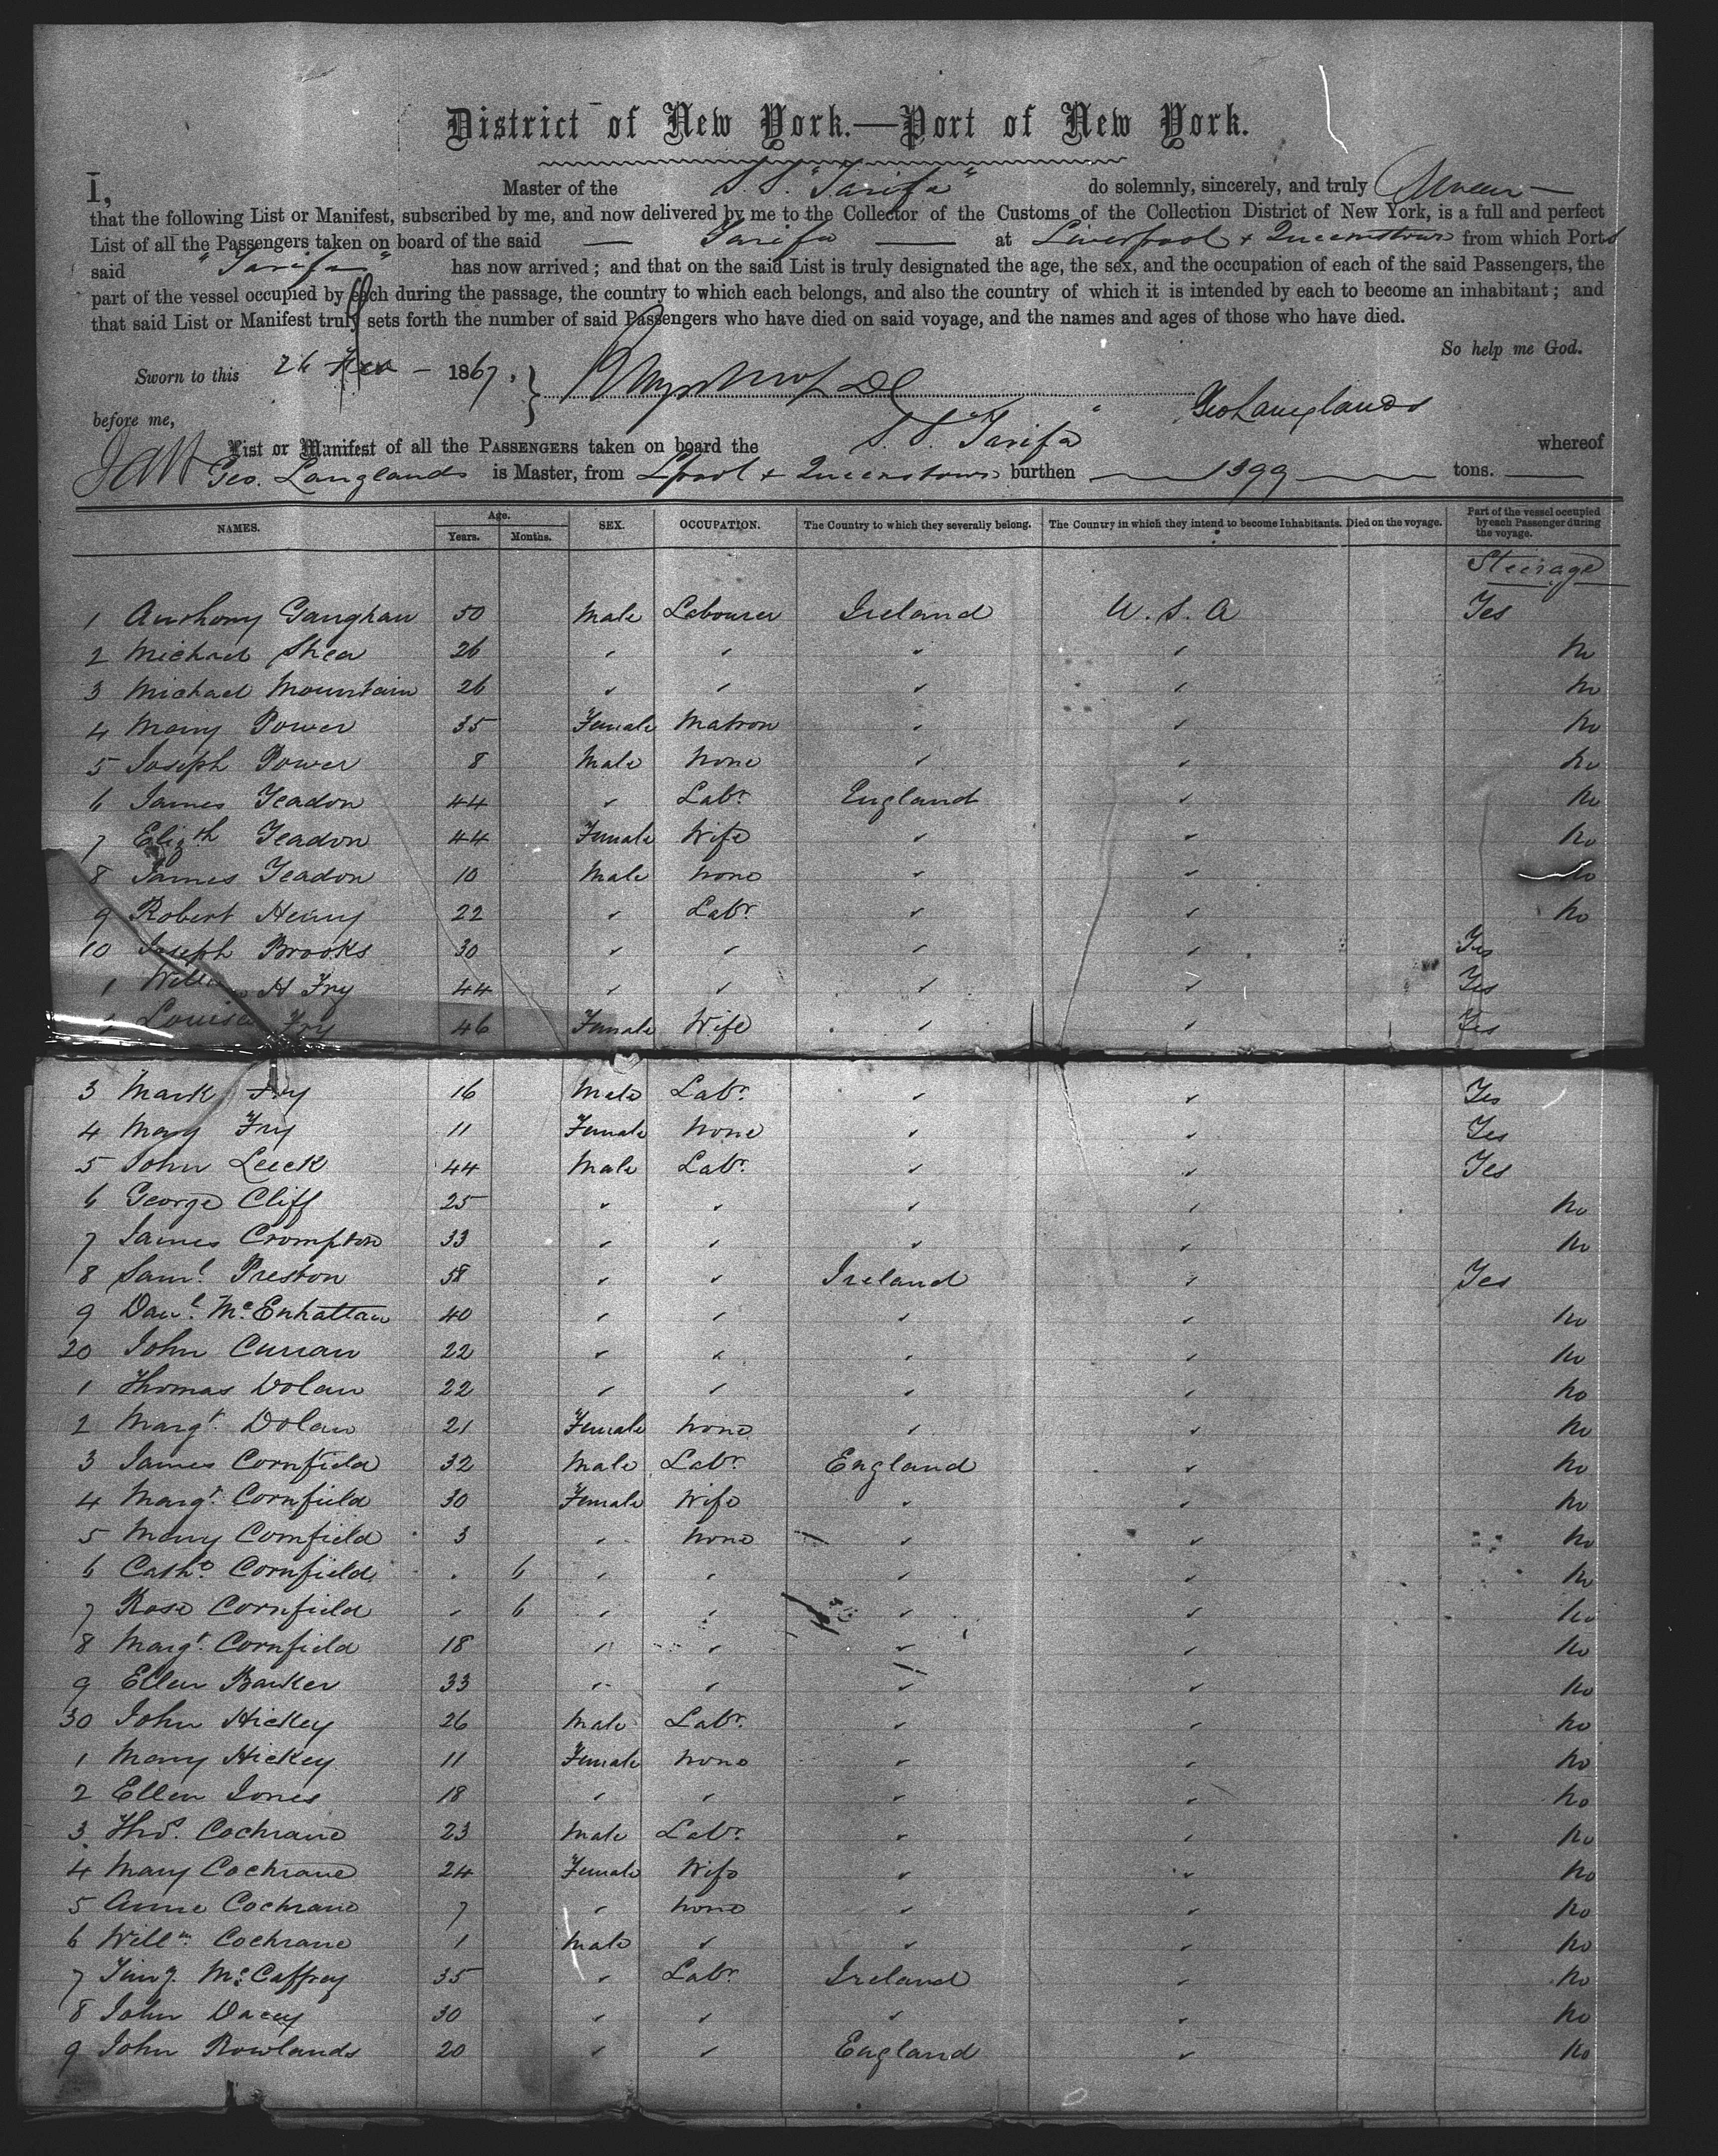 District of New York.—Port of New York.
I, Master of the S.S. "Tarifa" do solemnly, sincerely, and truly Swear
that the following List or Manifest, subscribed by me, and now delivered by me to the Collector of the Customs of the Collection District of New York, is a full and perfect
List of all the Passengers taken on board of the said — Tarifa — at Liverpool + Queenstown from which Ports
said "Tarifa" has now arrived; and that on the said List is truly designated the age, the sex, and the occupation of each of the said Passengers, the
part of the vessel occupied by each during the passage, the country to which each belongs, and also the country of which it is intended by each to become an inhabitant; and
that said List or Manifest truly sets forth the number of said Passengers who have died on said voyage, and the names and ages of those who have died.
So help me God.
Sworn to this 26 1867.
Geo Langlands
before me,
List or Manifest of all the PASSENGERS taken on board the S.S. "Tarifa" whereof
Geo. Langlands is Master, from Lpool + Queenstown burthen 1399 tons.
NAMES. Age. Years. Months. SEX. OCCUPATION. The Country to which they severally belong. The Country in which they intend to become Inhabitants. Died on the voyage. Part of the vessel occupied by each Passenger during the voyage.
Steerage
1 Anthony Gaughan 50 Male Labourer Ireland U.S.A Yes
2 Michael Shea 26 " " " " No
3 Michael Mountain 26 " " " " No
4 Mary Power 35 Female Matron " " No
5 Joseph Power 8 Male None " " No
6 James Yeadon 44 " Labr. England " No
7 Elizth Yeadon 44 Female Wife " " No
8 James Yeadon 10 Male None " " No
9 Robert Henry 22 " Labr. " " No
10 Joseph Brooks 30 " " " " Yes
1 William H Fry 44 " " " " Yes
Louisa Fry 46 Female Wife " " Yes
3 Mark Fry 16 Male Labr. " " Yes
4 Mary Fry 11 Female None " " Yes
5 John Leeck 44 Male Labr. " " Yes
6 George Cliff 25 " " " " No
7 James Crompton 33 " " " " No
8 Saml. Preston 58 " " Ireland " Yes
9 Danl. McEnhattan 40 " " " " No
20 John Curran 22 " " " " No
1 Thomas Dolan 22 " " " " No
2 Margt. Dolan 21 Female None " " No
3 James Cornfield 32 Male Labr. England " No
4 Margt. Cornfield 30 Female Wife " " No
5 Mary Cornfield 3 " None " " No
6 Cathe. Cornfield " 6 " " " " No
7 Rose Cornfield " 6 " " " " No
8 Margt. Cornfield 18 " " " " No
9 Ellen Barker 33 " " " " No
30 John Hickey 26 Male Labr. " " No
1 Mary Hickey 11 Female None " " No
2 Ellen Jones 18 " " " " No
3 Thos. Cochrane 23 Male Labr. " " No
4 Mary Cochrane 24 Female Wife " " No
5 Anne Cochrane 7 " None " " No
6 Willm. Cochrane 1 Male " " " No
7 McCaffrey 35 " Labr. Ireland " No
8 John Dacey 30 " " " " No
9 John Rowlands 20 " " England " No